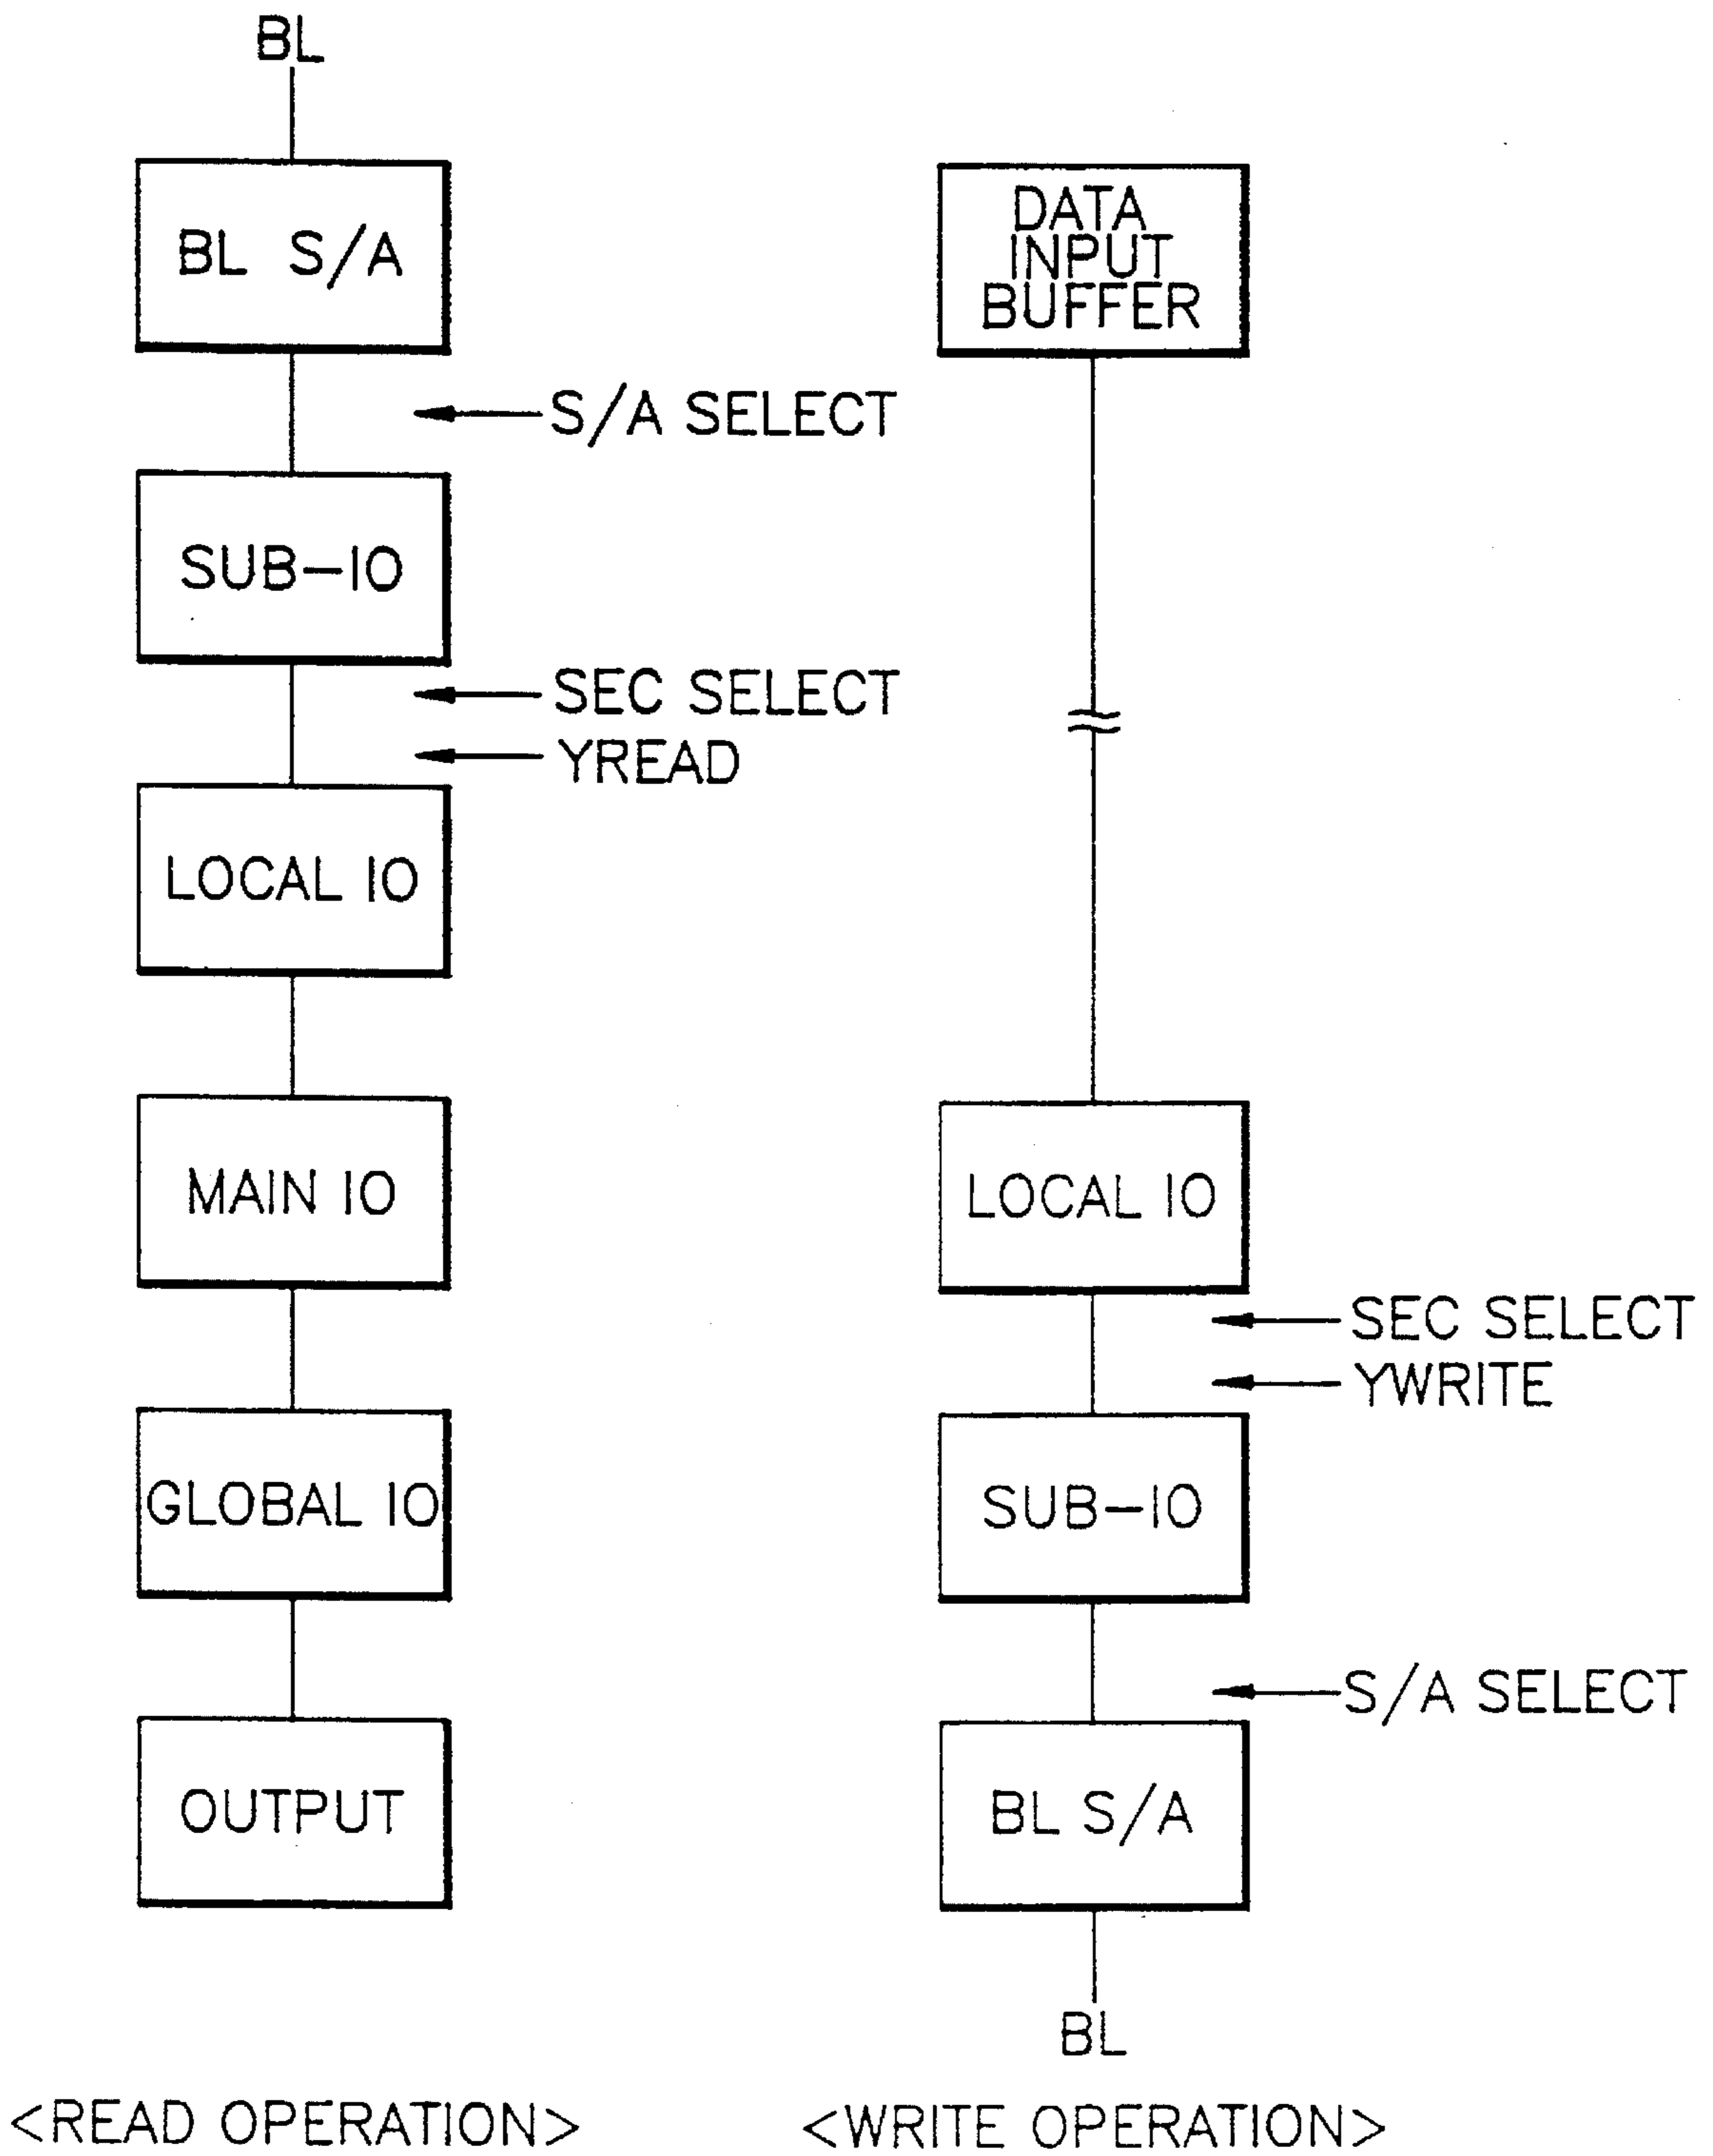 BL
BL S/A
S/A SELECT
SUB-IO
SEC SELECT
YREAD
LOCAL IO
MAIN IO
GLOBAL IO
OUTPUT
<READ OPERATION>
DATA
INPUT
BUFFER
LOCAL IO
SEC SELECT
YWRITE
SUB-IO
S/A SELECT
BL S/A
BL
<WRITE OPERATION>